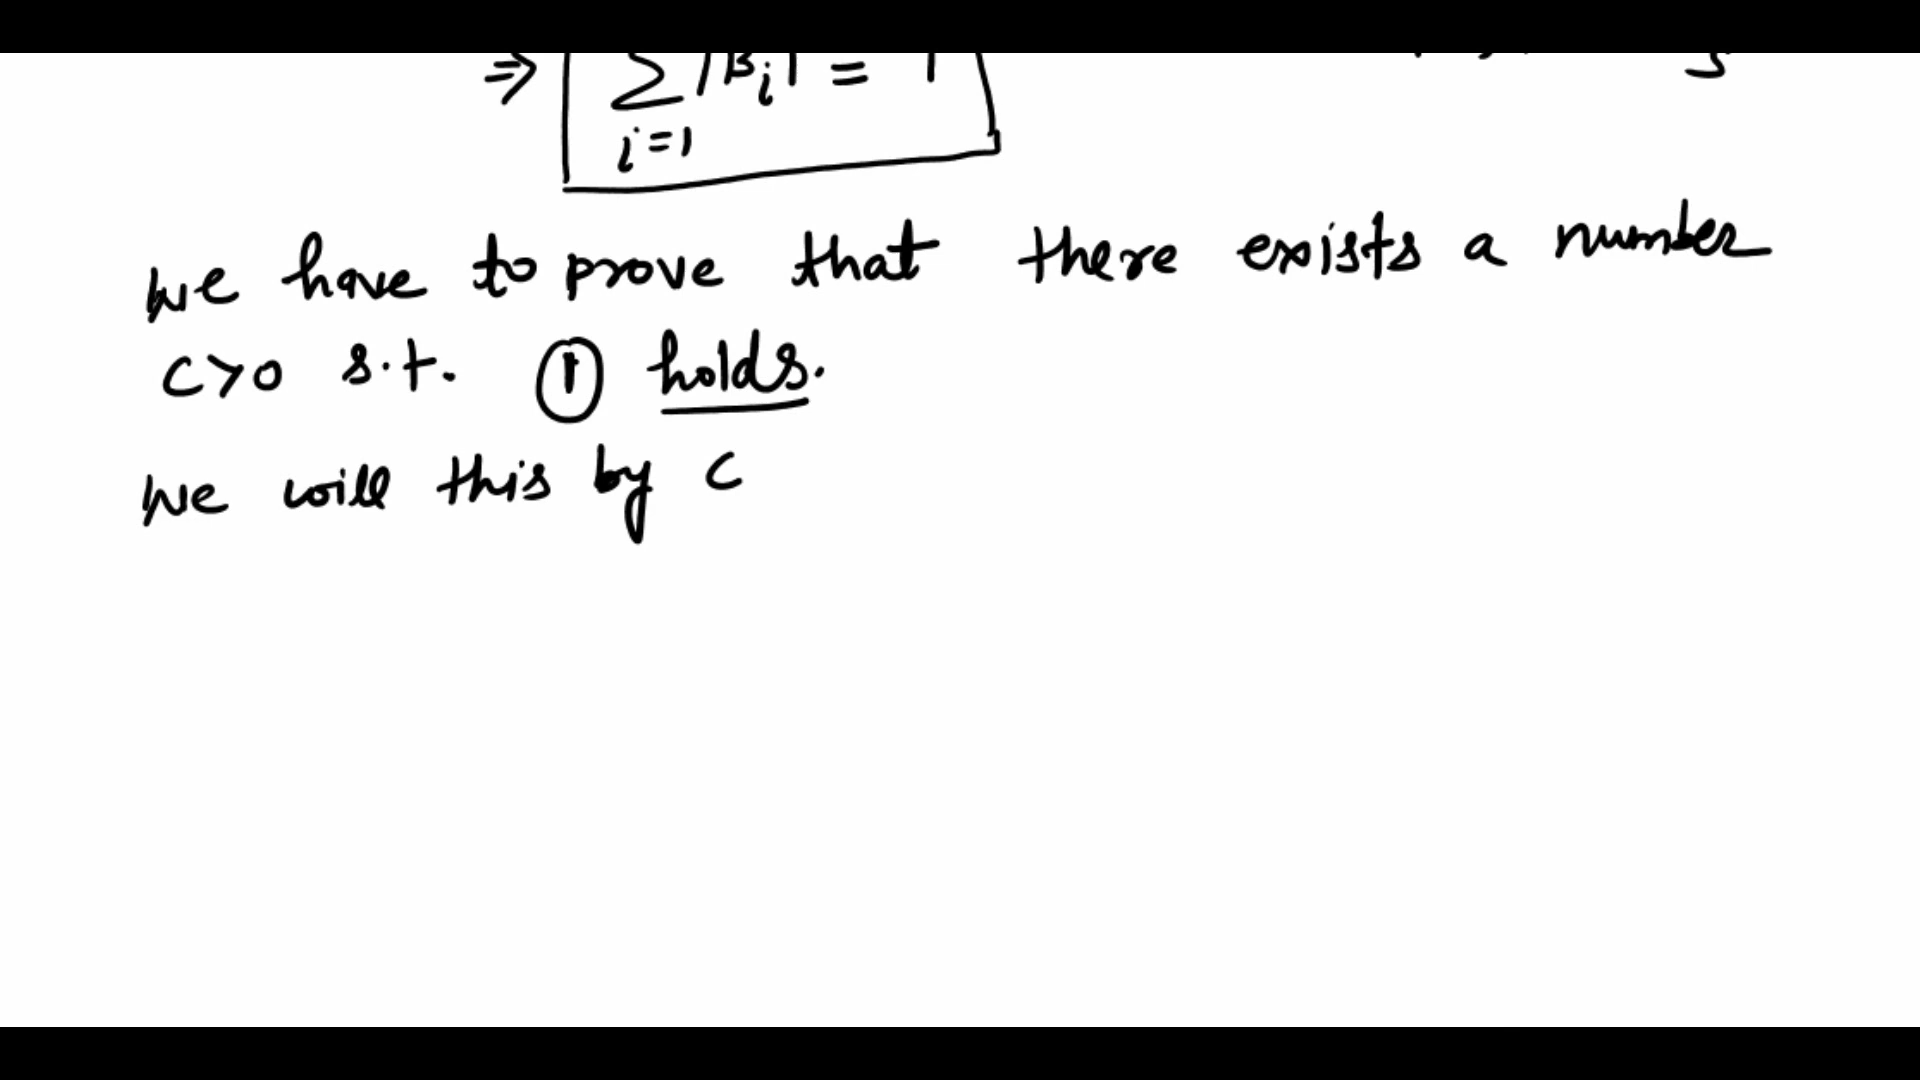 ⇒ ∑ |βi| = 1
i=1
we have to prove that there exists a number
c>0 s.t. ① holds.
we will this by c